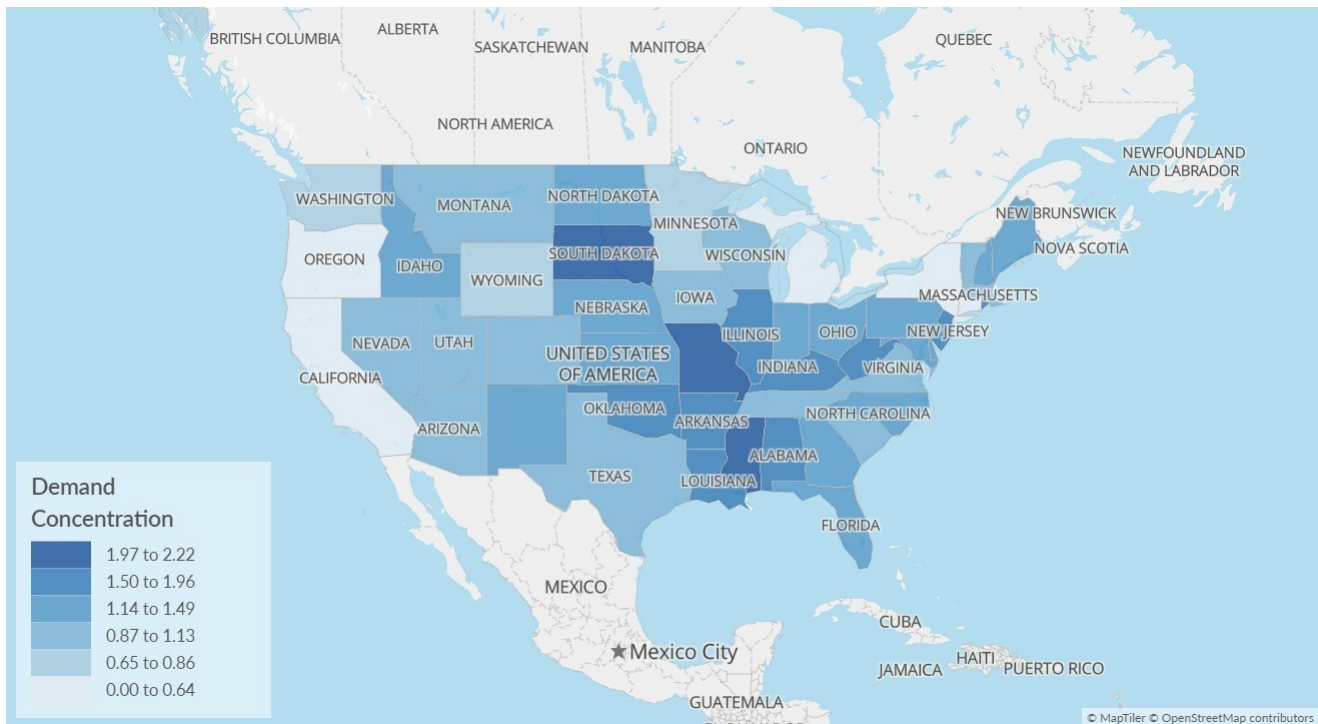 BRITISH COLUMBIA
ALBERTA
SASKATCHEWAN
MANITOBA
QUEBEC
NORTH AMERICA
ONTARIO
NEWFOUNDLAND
AND LABRADOR
WASHINGTON
MONTANA
NORTH DAKOTA
MINNESOTA
NEW BRUNSWICK
NOVA SCOTIA
OREGON
IDAHO
SOUTH DAKOTA
WISCONSIN
WYOMING
MASSACHUSETTS
IOWA
NEBRASKA
NEVADA
UTAH
ILLINOIS
OHIO
NEW JERSEY
UNITED STATES
OF AMERICA
INDIANA
VIRGINIA
CALIFORNIA
OKLAHOMA
ARKANSAS
NORTH CAROLINA
ARIZONA
ALABAMA
TEXAS
LOUISIANA
FLORIDA
Demand
Concentration
1.97 to 2.22
1.50 to 1.96
1.14 to 1.49
0.87 to 1.13
0.65 to 0.86
0.00 to 0.64
MEXICO
Mexico City
CUBA
JAMAICA
HAITI
PUERTO RICO
GUATEMALA
© MapTiler © OpenStreetMap contributors